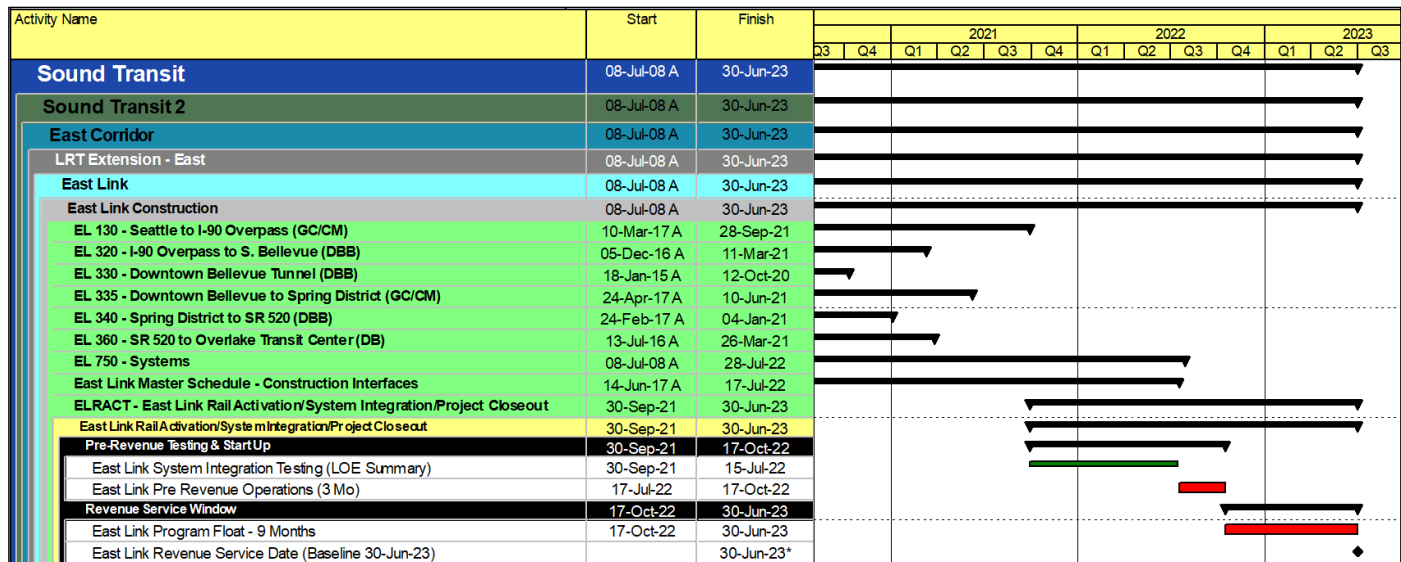 Activity Name Start Finish
2021 2022 2023
Q3 Q4 Q1 Q2 Q3 Q4 Q1 Q2 Q3 Q4 Q1 Q2 Q3
Sound Transit 08-Jul-08 A 30-Jun-23
Sound Transit 2 08-Jul-08 A 30-Jun-23
East Corridor 08-Jul-08 A 30-Jun-23
LRT Extension - East 08-Jul-08 A 30-Jun-23
East Link 08-Jul-08 A 30-Jun-23
East Link Construction 08-Jul-08 A 30-Jun-23
EL 130 - Seattle to I-90 Overpass (GC/CM) 10-Mar-17 A 28-Sep-21
EL 320 - I-90 Overpass to S. Bellevue (DBB) 05-Dec-16 A 11-Mar-21
EL 330 - Downtown Bellevue Tunnel (DBB) 18-Jan-15 A 12-Oct-20
EL 335 - Downtown Bellevue to Spring District (GC/CM) 24-Apr-17 A 10-Jun-21
EL 340 - Spring District to SR 520 (DBB) 24-Feb-17 A 04-Jan-21
EL 360 - SR 520 to Overlake Transit Center (DB) 13-Jul-16 A 26-Mar-21
EL 750 - Systems 08-Jul-08 A 28-Jul-22
East Link Master Schedule - Construction Interfaces 14-Jun-17 A 17-Jul-22
ELRACT - East Link Rail Activation/System Integration/Project Closeout 30-Sep-21 30-Jun-23
East Link Rail Activation/System Integration/Project Closeout 30-Sep-21 30-Jun-23
Pre-Revenue Testing & Start Up 30-Sep-21 17-Oct-22
East Link System Integration Testing (LOE Summary) 30-Sep-21 15-Jul-22
East Link Pre Revenue Operations (3 Mo) 17-Jul-22 17-Oct-22
Revenue Service Window 17-Oct-22 30-Jun-23
East Link Program Float - 9 Months 17-Oct-22 30-Jun-23
East Link Revenue Service Date (Baseline 30-Jun-23) 30-Jun-23*